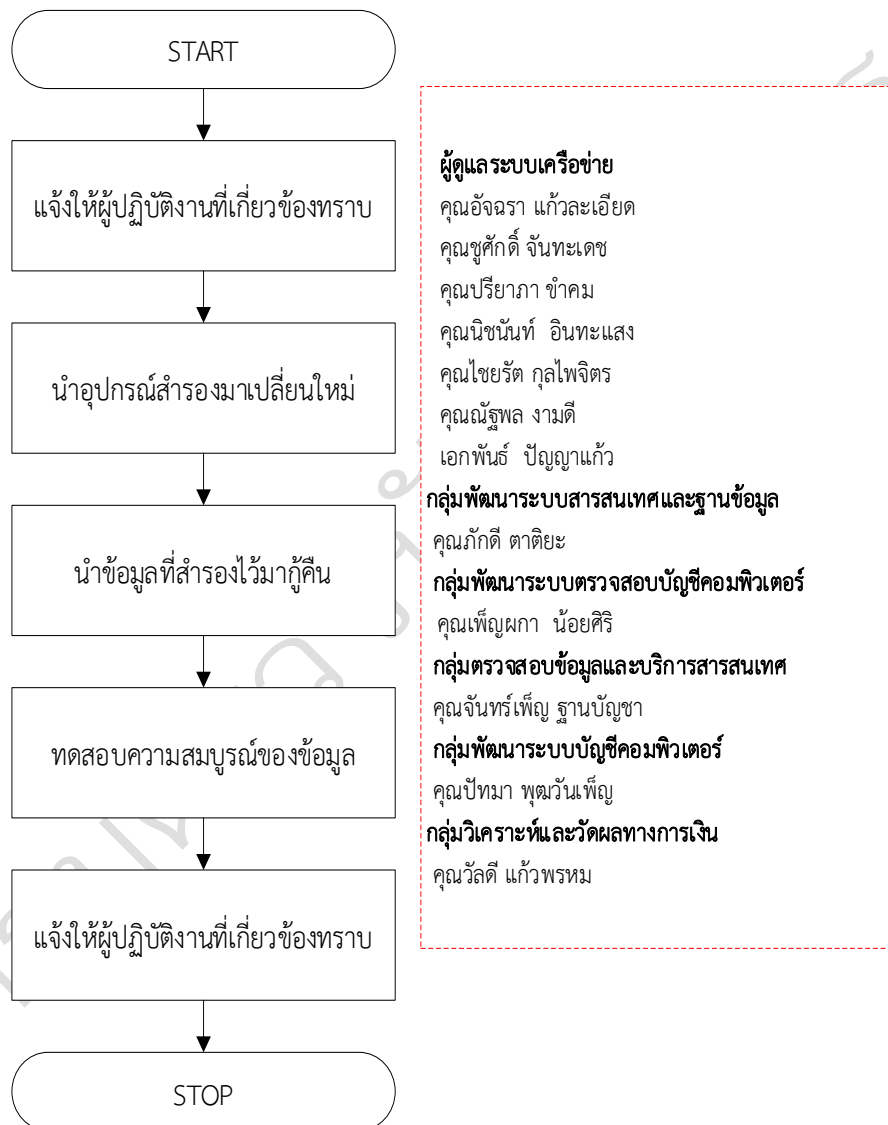 START
แจ้งให้ผู้ปฏิบัติงานที่เกี่ยวข้องทราบ
นำอุปกรณ์สำรองมาเปลี่ยนใหม่
นำข้อมูลที่สำรองไว้มากู้คืน
ทดสอบความสมบูรณ์ของข้อมูล
แจ้งให้ผู้ปฏิบัติงานที่เกี่ยวข้องทราบ
STOP
ผู้ดูแลระบบเครือข่าย
คุณอัจฉรา แก้วละเอียด
คุณชูศักดิ์ จันทะเดช
คุณปรียาภา ขำคม
คุณนิชนันท์ อินทะแสง
คุณไชยรัต กุลไพจิตร
คุณณัฐพล งามดี
เอกพันธ์ ปัญญาแก้ว
กลุ่มพัฒนาระบบสารสนเทศและฐานข้อมูล
คุณภักดี ตาติยะ
กลุ่มพัฒนาระบบตรวจสอบบัญชีคอมพิวเตอร์
คุณเพ็ญผกา น้อยศิริ
กลุ่มตรวจสอบข้อมูลและบริการสารสนเทศ
คุณจันทร์เพ็ญ ฐานบัญชา
กลุ่มพัฒนาระบบบัญชีคอมพิวเตอร์
คุณปัทมา พุฒวันเพ็ญ
กลุ่มวิเคราะห์และวัดผลทางการเงิน
คุณวัลดี แก้วพรหม